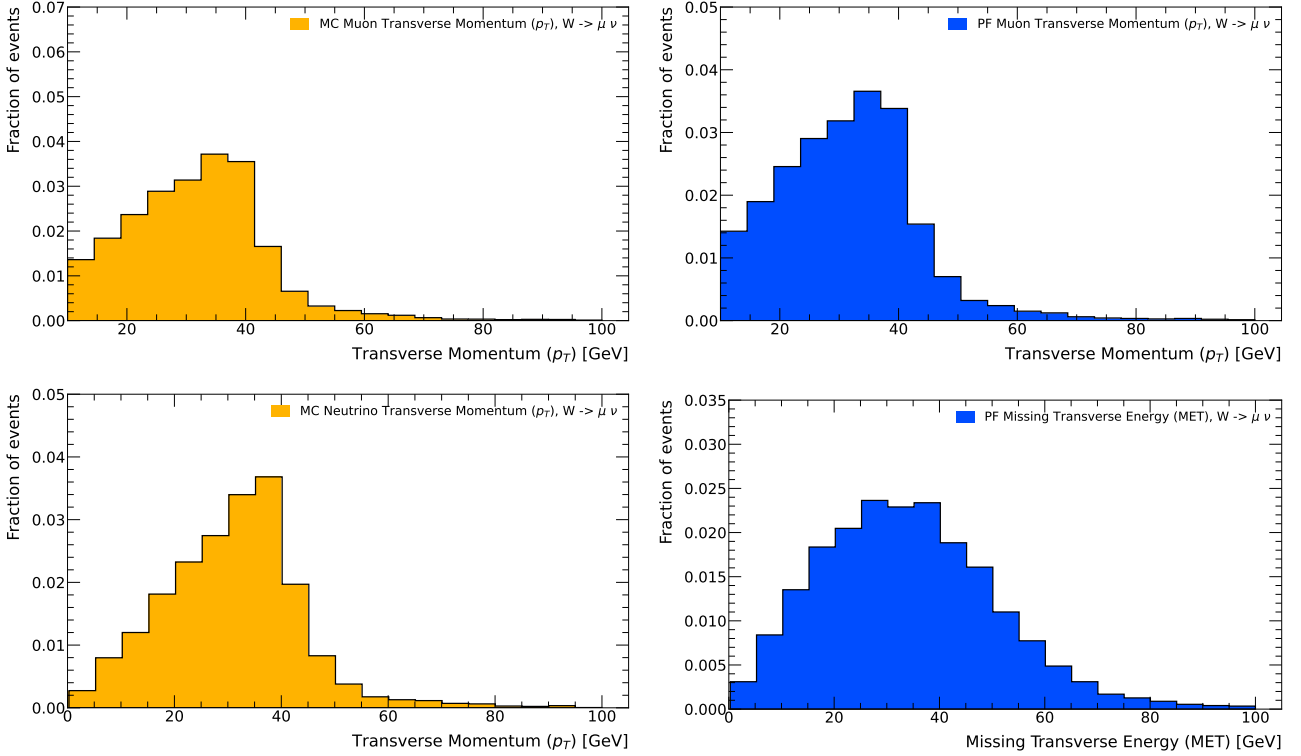 MC Muon Transverse Momentum (pT), W -> μ ν
Fraction of events
0.07
0.06
0.05
0.04
0.03
0.02
0.01
0.00
20 40 60 80 100
Transverse Momentum (pT) [GeV]
PF Muon Transverse Momentum (pT), W -> μ ν
Fraction of events
0.05
0.04
0.03
0.02
0.01
0.00
20 40 60 80 100
Transverse Momentum (pT) [GeV]
MC Neutrino Transverse Momentum (pT), W -> μ ν
Fraction of events
0.05
0.04
0.03
0.02
0.01
0.00
0 20 40 60 80 100
Transverse Momentum (pT) [GeV]
PF Missing Transverse Energy (MET), W -> μ ν
Fraction of events
0.035
0.030
0.025
0.020
0.015
0.010
0.005
0.000
0 20 40 60 80 100
Missing Transverse Energy (MET) [GeV]